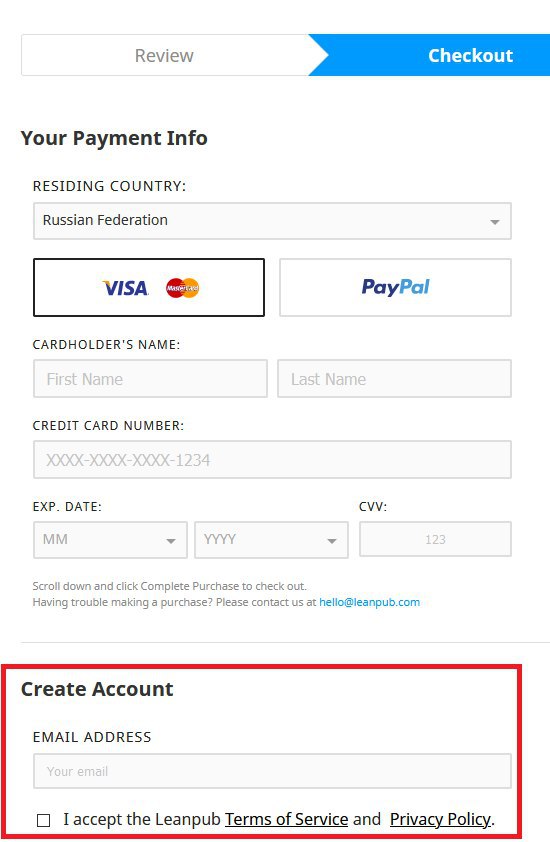 Review Checkout
Your Payment Info
RESIDING COUNTRY:
Russian Federation
VISA MasterCard PayPal
CARDHOLDER'S NAME:
First Name Last Name
CREDIT CARD NUMBER:
XXXX-XXXX-XXXX-1234
EXP. DATE: CVV:
MM YYYY 123
Scroll down and click Complete Purchase to check out.
Having trouble making a purchase? Please contact us at hello@leanpub.com
Create Account
EMAIL ADDRESS
Your email
I accept the Leanpub Terms of Service and Privacy Policy.